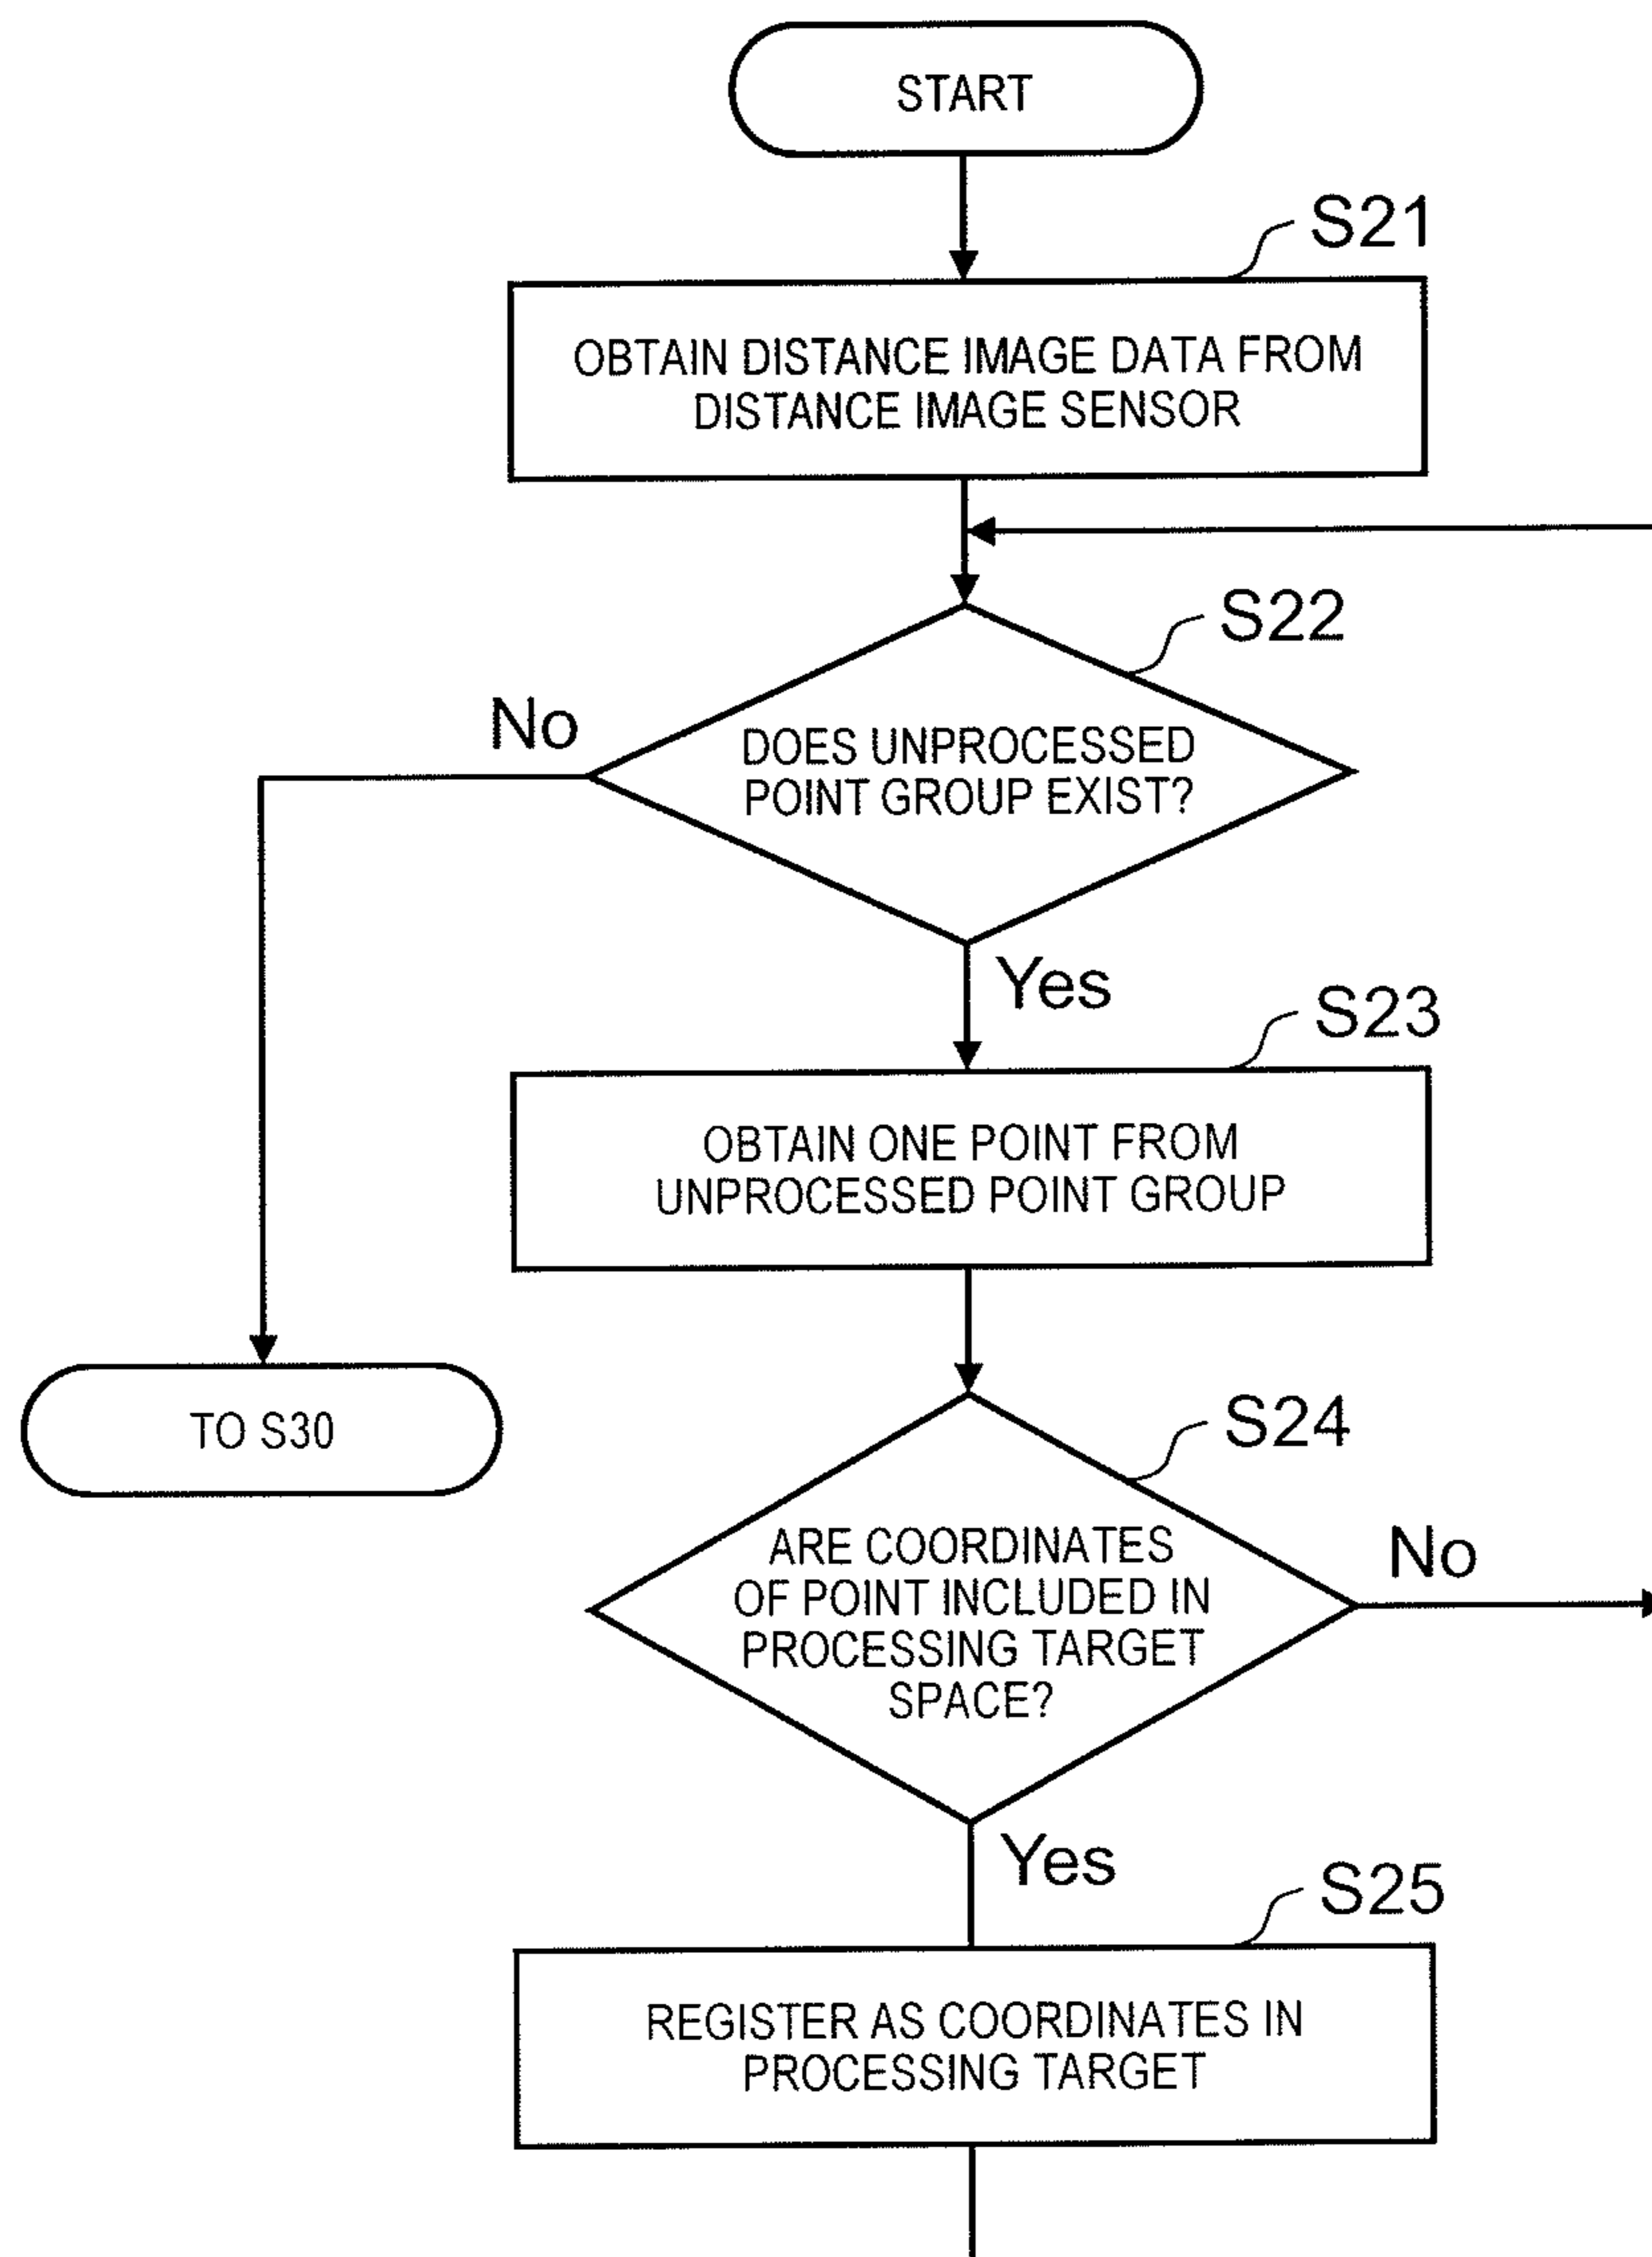 START
S21
OBTAIN DISTANCE IMAGE DATA FROM
DISTANCE IMAGE SENSOR
S22
No
DOES UNPROCESSED
POINT GROUP EXIST?
Yes
S23
OBTAIN ONE POINT FROM
UNPROCESSED POINT GROUP
TO S30
S24
ARE COORDINATES
OF POINT INCLUDED IN
PROCESSING TARGET
SPACE?
No
Yes
S25
REGISTER AS COORDINATES IN
PROCESSING TARGET